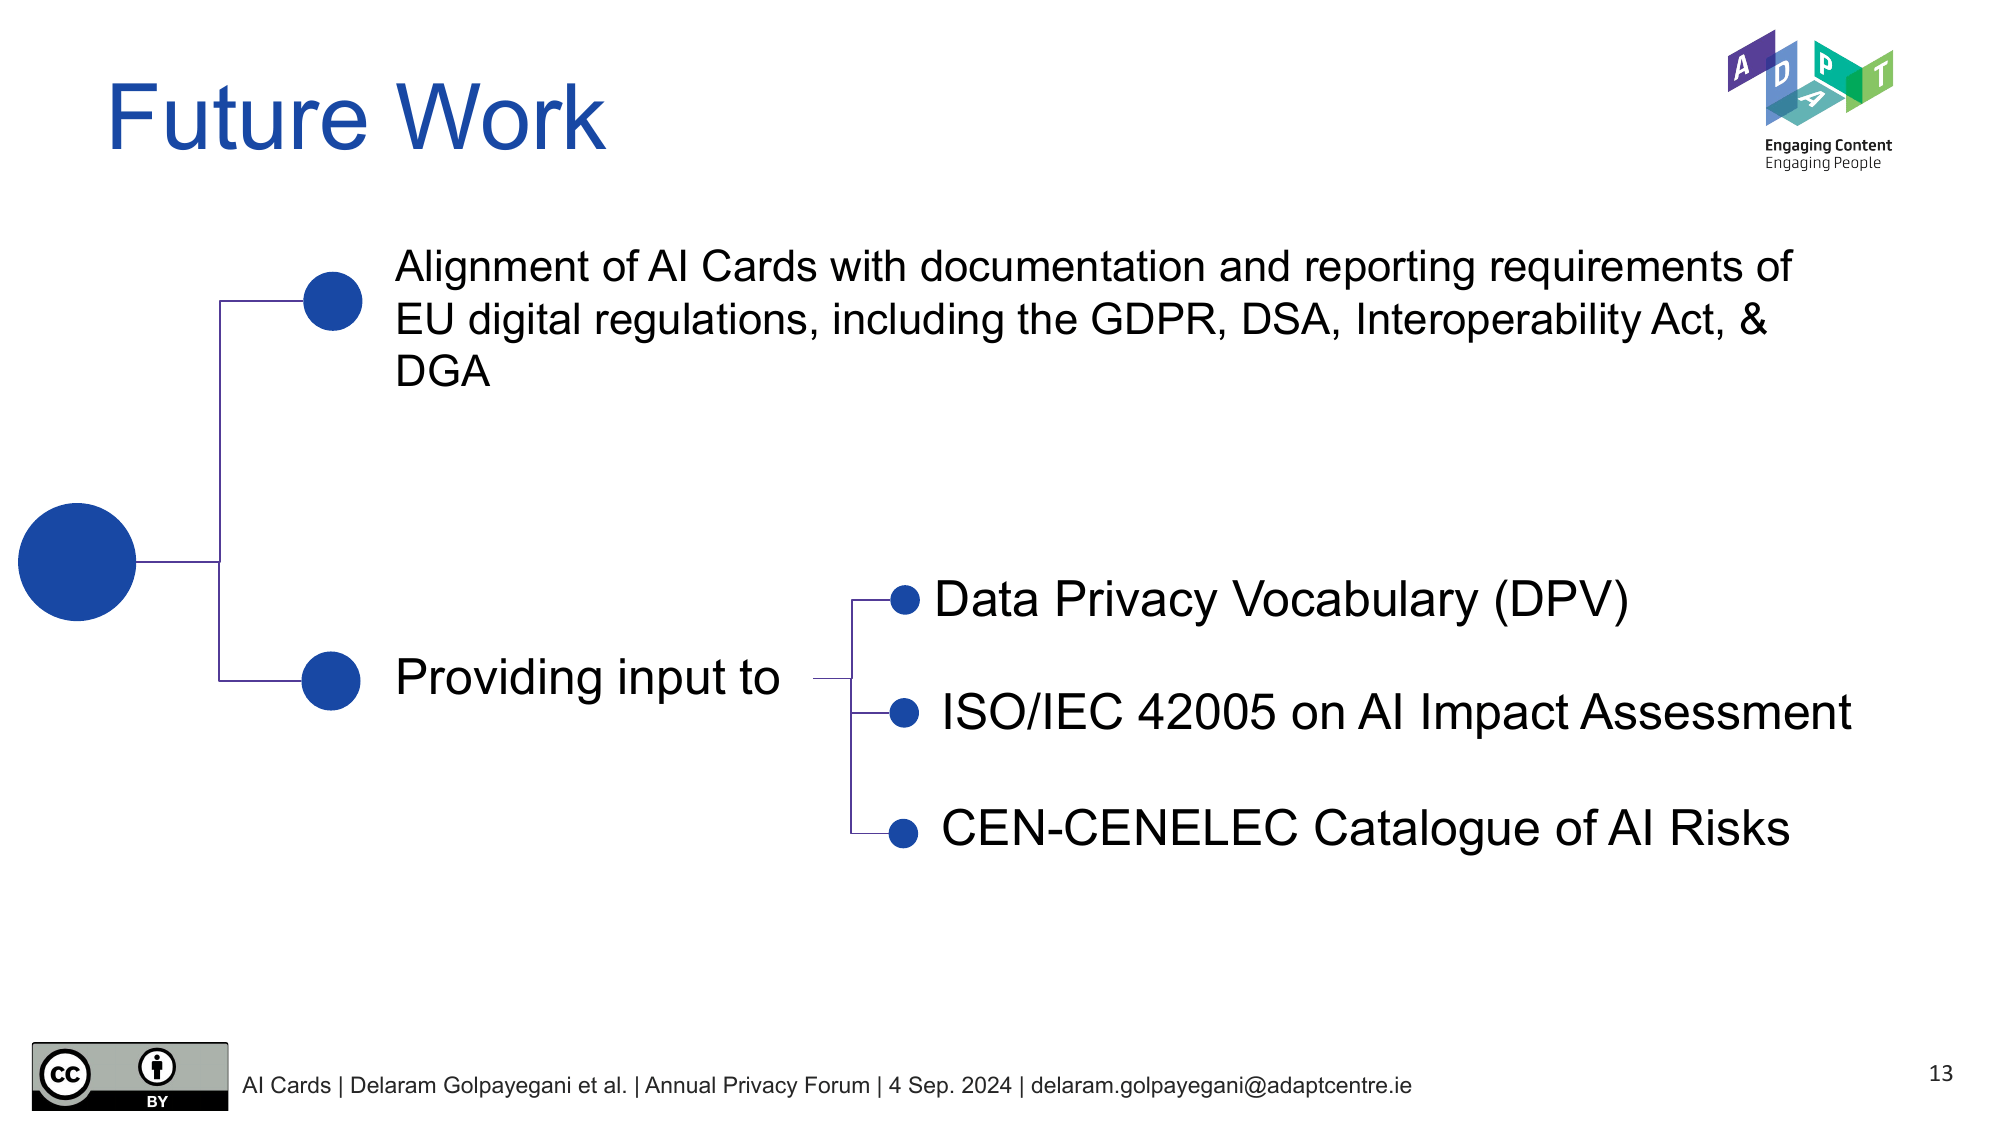 Future Work
A D A P T
Engaging Content
Engaging People
Alignment of AI Cards with documentation and reporting requirements of
EU digital regulations, including the GDPR, DSA, Interoperability Act, &
DGA
Data Privacy Vocabulary (DPV)
Providing input to
ISO/IEC 42005 on AI Impact Assessment
CEN-CENELEC Catalogue of AI Risks
cc
BY
AI Cards | Delaram Golpayegani et al. | Annual Privacy Forum | 4 Sep. 2024 | delaram.golpayegani@adaptcentre.ie
13